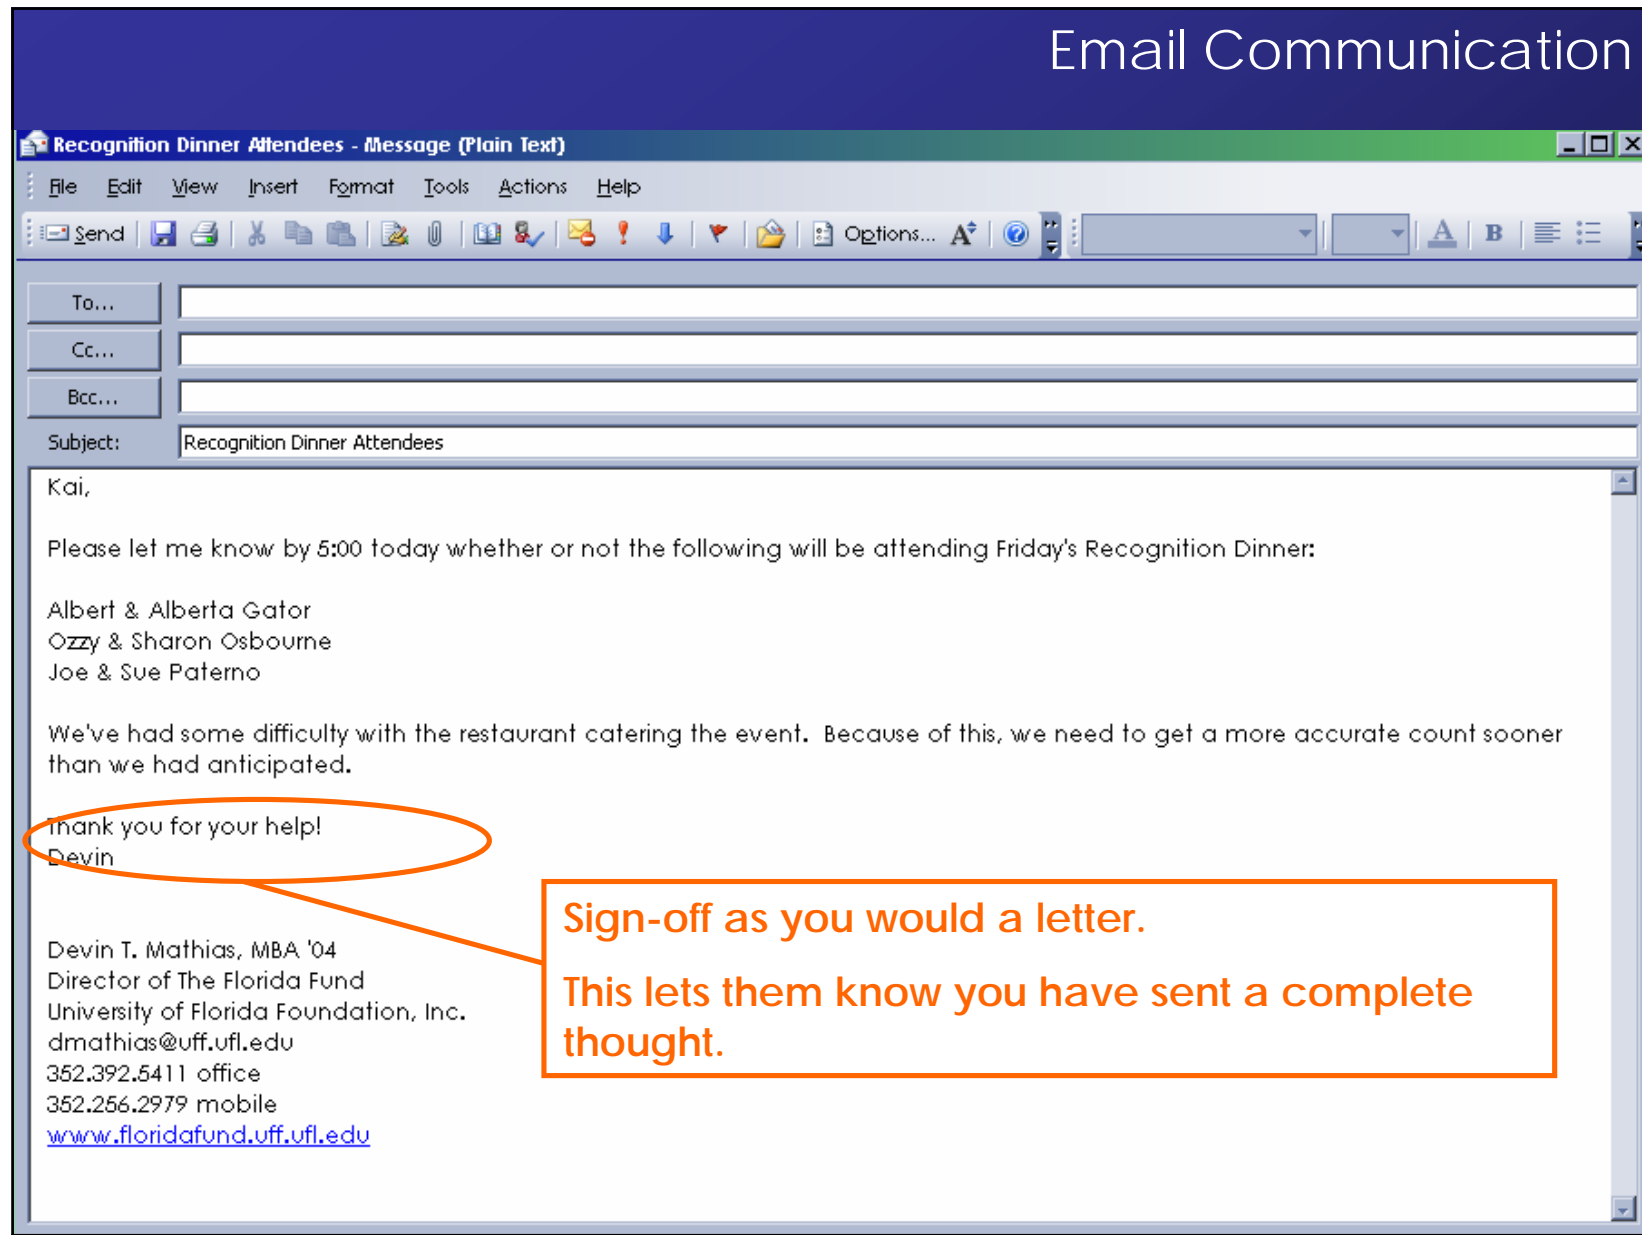 Email Communication
Recognition Dinner Attendees - Message (Plain Text)
File Edit View Insert Format Tools Actions Help
Send Options... A B
To...
Cc...
Bcc...
Subject: Recognition Dinner Attendees
Kai,
Please let me know by 5:00 today whether or not the following will be attending Friday's Recognition Dinner:
Albert & Alberta Gator
Ozzy & Sharon Osbourne
Joe & Sue Paterno
We've had some difficulty with the restaurant catering the event. Because of this, we need to get a more accurate count sooner
than we had anticipated.
Thank you for your help!
Devin
Sign-off as you would a letter.
This lets them know you have sent a complete
thought.
Devin T. Mathias, MBA '04
Director of The Florida Fund
University of Florida Foundation, Inc.
dmathias@uff.ufl.edu
352.392.5411 office
352.256.2979 mobile
www.floridafund.uff.ufl.edu